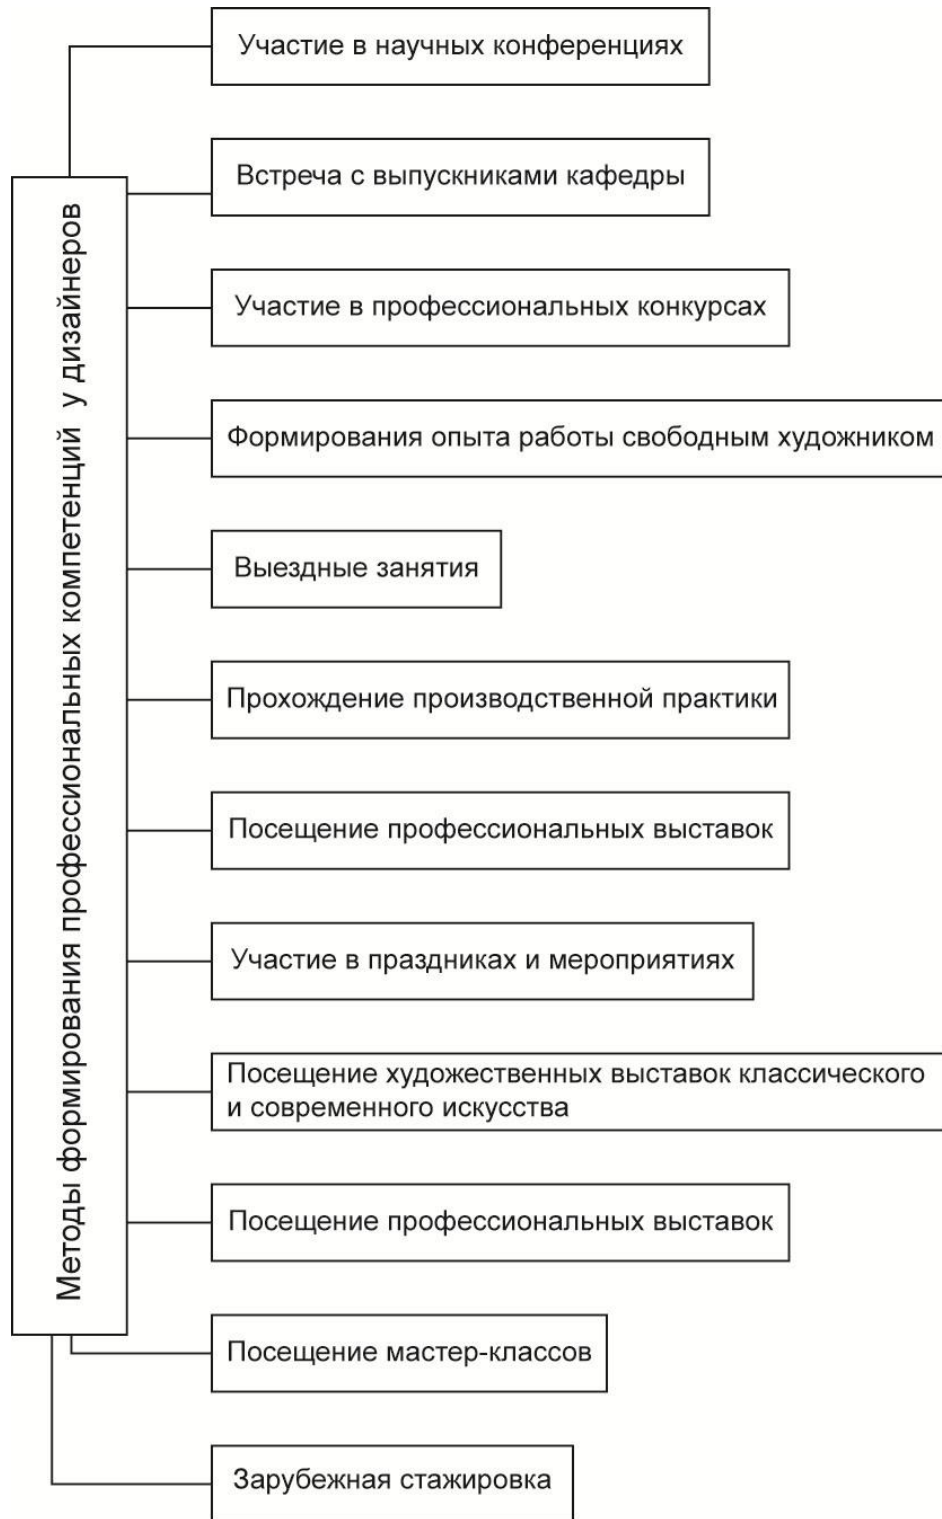 Методы формирования профессиональных компетенций у дизайнеров
Участие в научных конференциях
Встреча с выпускниками кафедры
Участие в профессиональных конкурсах
Формирования опыта работы свободным художником
Выездные занятия
Прохождение производственной практики
Посещение профессиональных выставок
Участие в праздниках и мероприятиях
Посещение художественных выставок классического
и современного искусства
Посещение профессиональных выставок
Посещение мастер-классов
Зарубежная стажировка